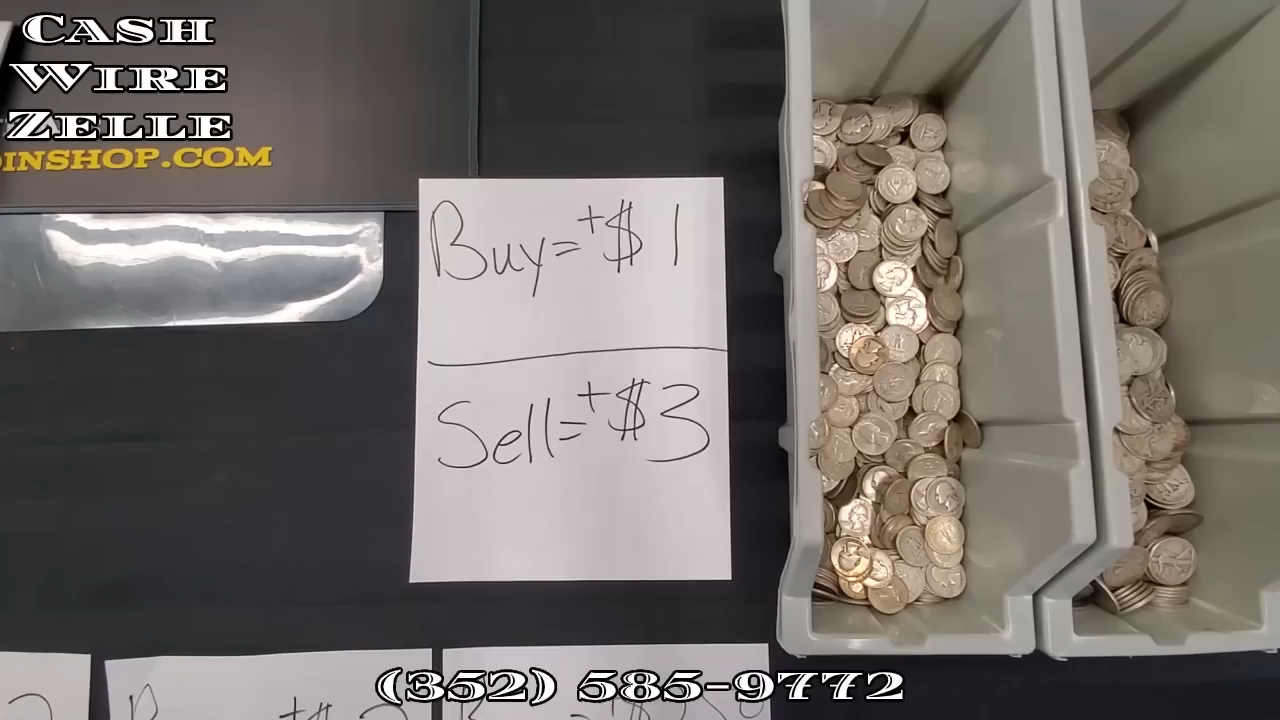 CASH
WIRE
ZELLE
INSHOP.COM
Buy=+$ 1
Sell=+$3
(352) 585-9772